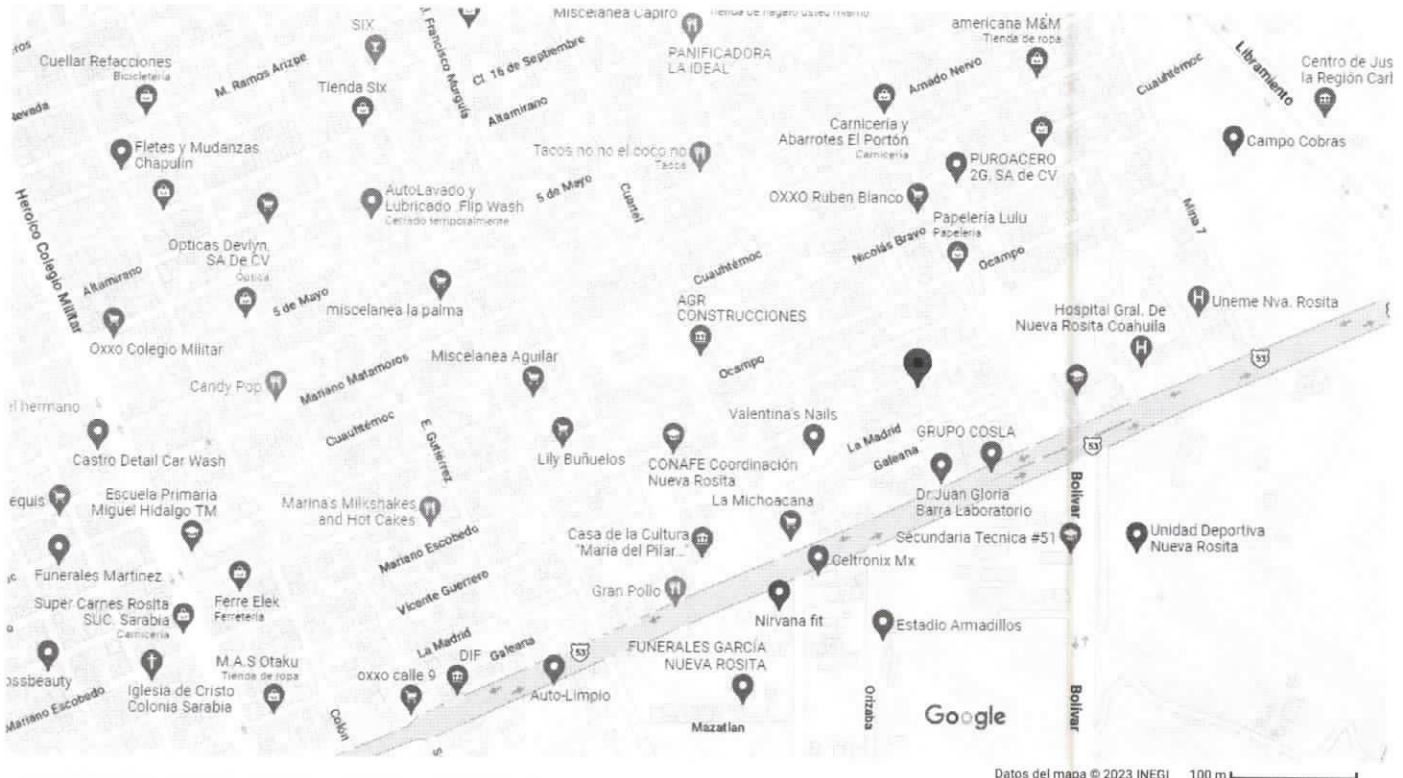 Miscelánea Capiro
americana M&M
Tienda de ropa
SIX
J. Francisco Murguía
Cl. 16 de Septiembre
PANIFICADORA
LA IDEAL
Libramiento
Cuauhtémoc
Centro de Jus
la Región Carl
Cuellar Refacciones
Bicicletería
M. Ramos Arizpe
Tienda Six
Altamirano
Amado Nervo
Nevada
Carnicería y
Abarrotes El Portón
Carnicería
Campo Cobras
Fletes y Mudanzas
Chapulin
Tacos no no el coco no
Tacos
PUROACERO
2G, SA de CV
Heroico Colegio Militar
AutoLavado y
Lubricado .Flip Wash
Cerrado temporalmente
5 de Mayo
Cuartel
OXXO Ruben Blanco
Mina 7
Papelería Lulu
Papelería
Opticas Devlyn,
SA De CV
Óptica
Nicolás Bravo
Ocampo
Altamirano
5 de Mayo
miscelanea la palma
Cuauhtémoc
AGR
CONSTRUCCIONES
Hospital Gral. De
Nueva Rosita Coahuila
Uneme Nva. Rosita
Oxxo Colegio Militar
Miscelanea Aguilar
Candy Pop
Mariano Matamoros
Ocampo
53
el hermano
Cuauhtémoc
E. Gutiérrez
Valentina's Nails
La Madrid
GRUPO COSLA
Galeana
53
Castro Detail Car Wash
Lily Buñuelos
CONAFE Coordinación
Nueva Rosita
Bolívar
equis
Escuela Primaria
Miguel Hidalgo TM
Marina's Milkshakes
and Hot Cakes
La Michoacana
Dr.Juan Gloria
Barra Laboratorio
Casa de la Cultura
"María del Pilar..."
Secundaria Tecnica #51
Unidad Deportiva
Nueva Rosita
Mariano Escobedo
Celtronix Mx
Funerales Martinez
Vicente Guerrero
Gran Pollo
Super Carnes Rosita
SUC. Sarabia
Carnicería
Ferre Elek
Ferretería
Nirvana fit
Estadio Armadillos
La Madrid
DIF
Galeana
53
FUNERALES GARCÍA
NUEVA ROSITA
ossbeauty
Iglesia de Cristo
Colonia Sarabia
M.A.S Otaku
Tienda de ropa
oxxo calle 9
Auto-Limpio
Mariano Escobedo
Colón
Mazatlan
Orizaba
Google
Bolívar
Datos del mapa © 2023 INEGI
100 m